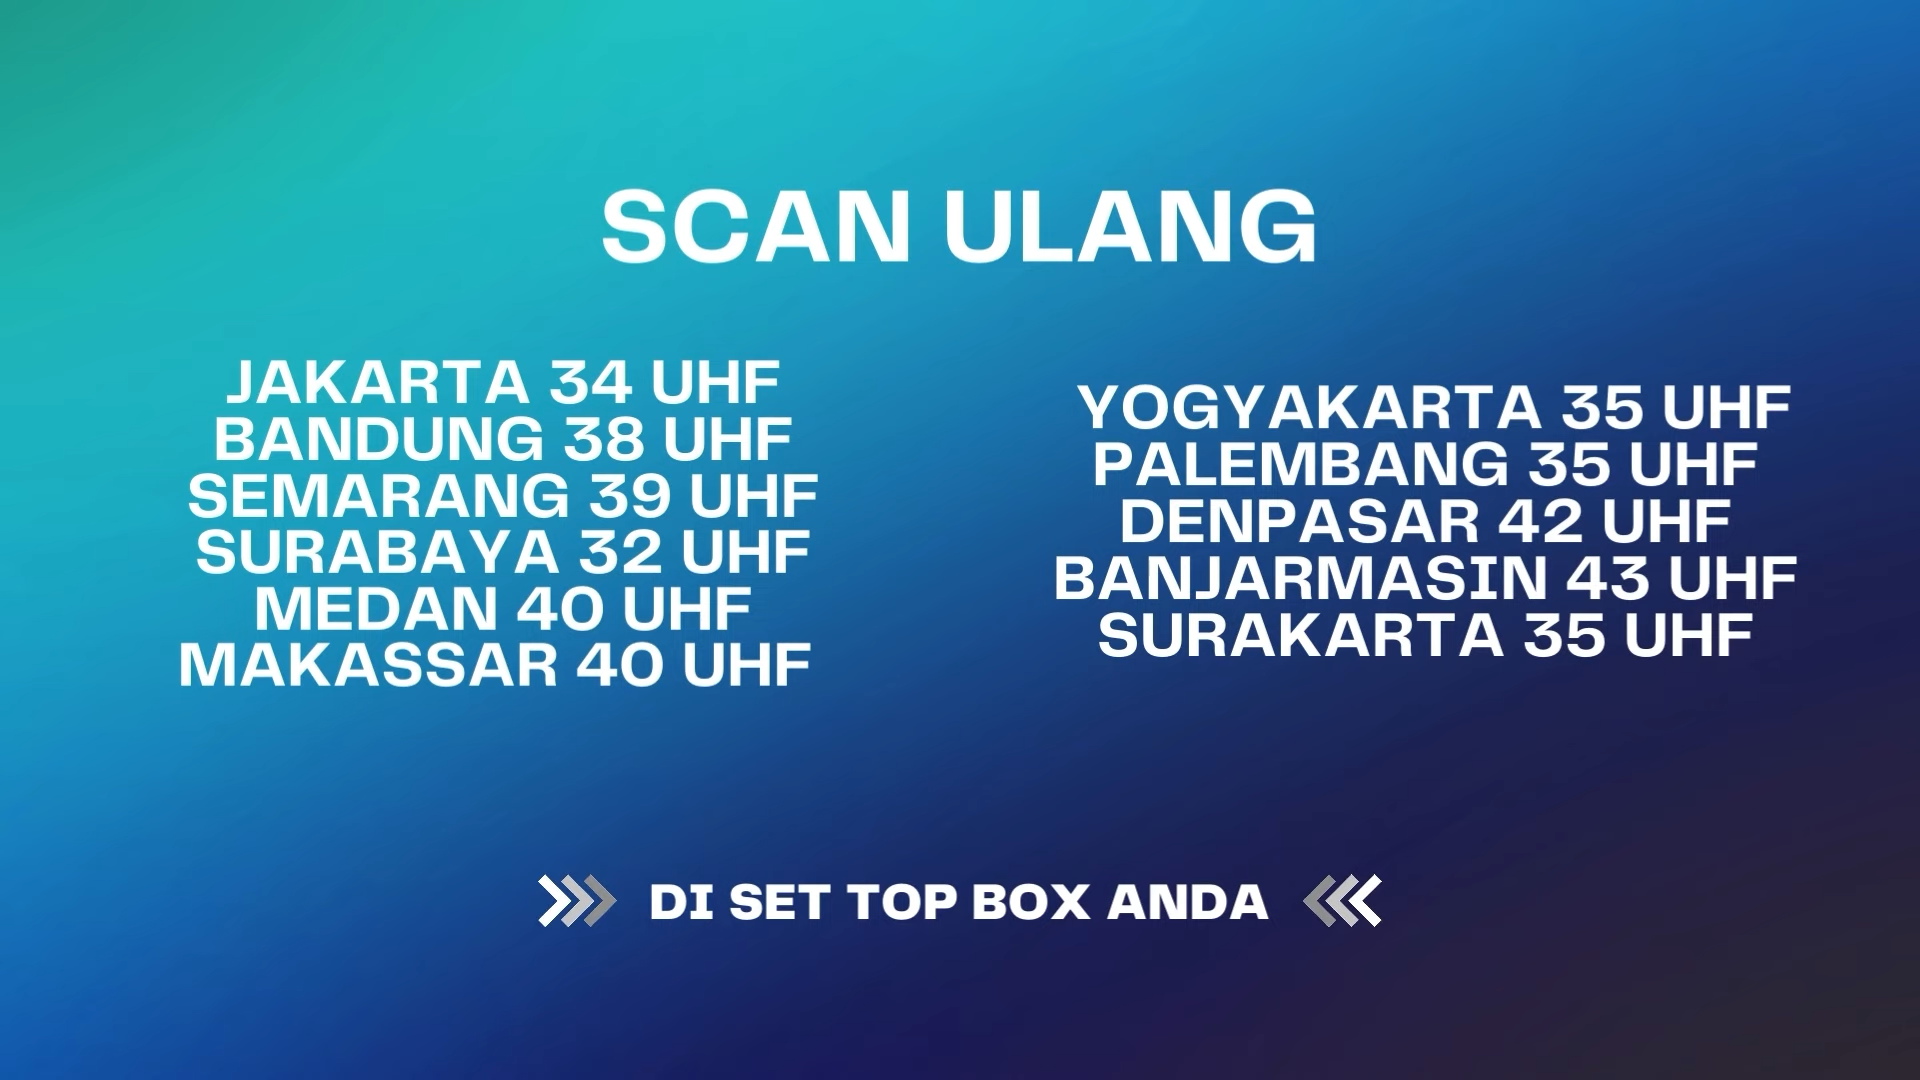 SCAN ULANG
JAKARTA 34 UHF
BANDUNG 38 UHF
SEMARANG 39 UHF
SURABAYA 32 UHF
MEDAN 40 UHF
MAKASSAR 40 UHF
YOGYAKARTA 35 UHF
PALEMBANG 35 UHF
DENPASAR 42 UHF
BANJARMASIN 43 UHF
SURAKARTA 35 UHF
DI SET TOP BOX ANDA